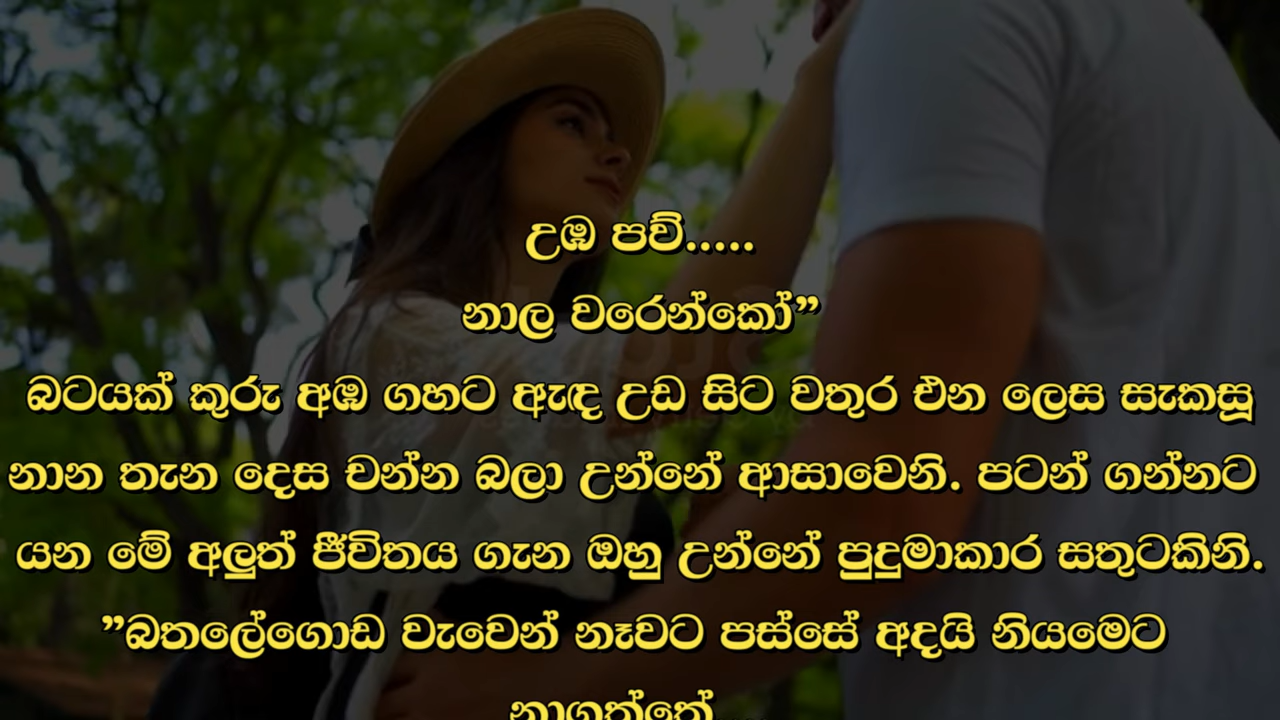 උඹ පව්.....
නාල වරෙන්කෝ”
බටයක් කුරු අඹ ගහට ඇඳ උඩ සිට වතුර එන ලෙස සැකසූ
නාන තැන දෙස චන්න බලා උන්නේ ආසාවෙනි. පටන් ගන්නට
යන මේ අලුත් ජීවිතය ගැන ඔහු උන්නේ පුදුමාකාර සතුටකිනි.
”බතලේගොඩ වැවෙන් නෑවට පස්සේ අදයි නියමෙට
නාගත්තේ....